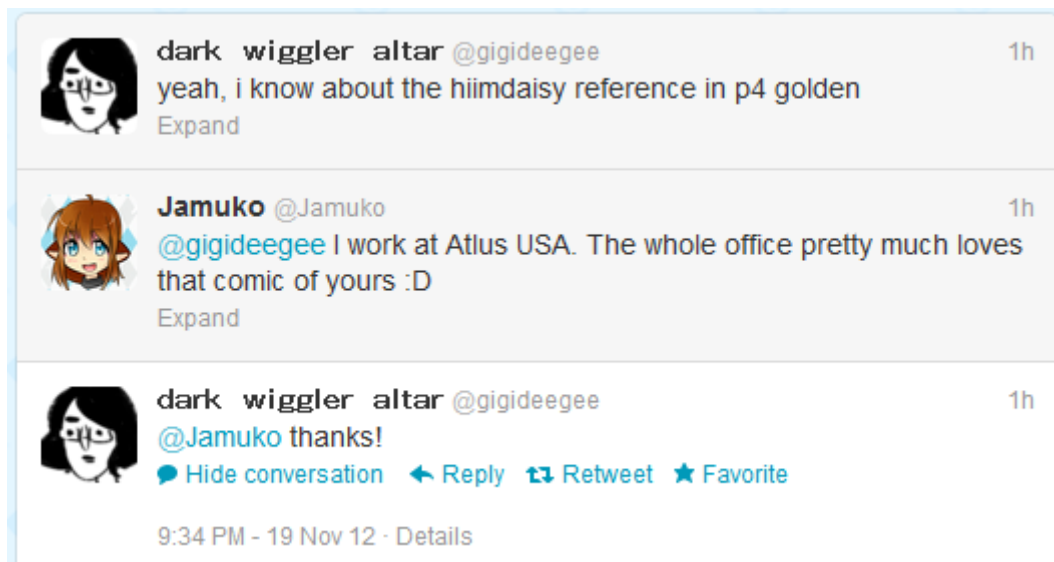 dark wiggler altar @gigideegee 1h
yeah, i know about the hiimdaisy reference in p4 golden
Expand
Jamuko @Jamuko 1h
@gigideegee I work at Atlus USA. The whole office pretty much loves
that comic of yours :D
Expand
dark wiggler altar @gigideegee 1h
@Jamuko thanks!
Hide conversation Reply Retweet Favorite
9:34 PM - 19 Nov 12 · Details